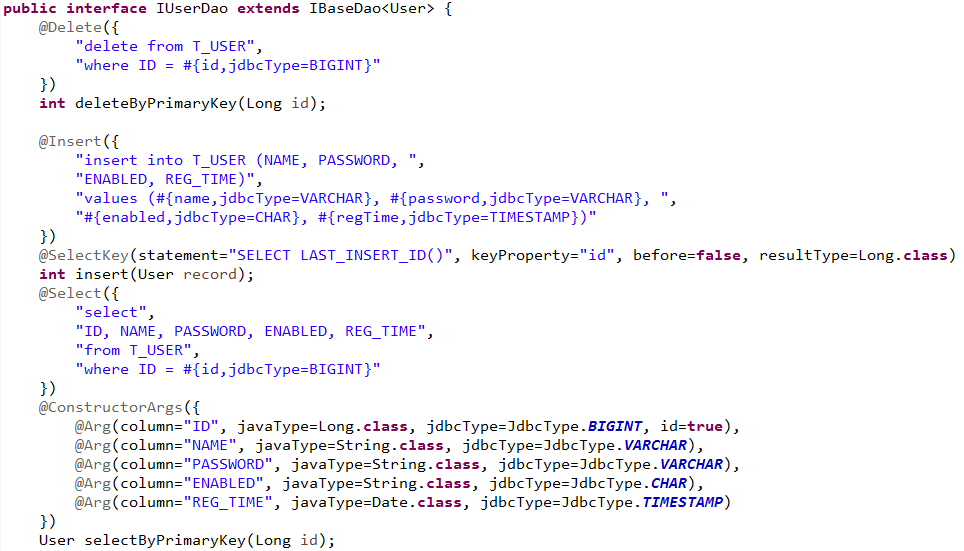 public interface IUserDao extends IBaseDao<User> {
    @Delete({
        "delete from T_USER",
        "where ID = #{id,jdbcType=BIGINT}"
    })
    int deleteByPrimaryKey(Long id);

    @Insert({
        "insert into T_USER (NAME, PASSWORD, ",
        "ENABLED, REG_TIME)",
        "values (#{name,jdbcType=VARCHAR}, #{password,jdbcType=VARCHAR}, ",
        "#{enabled,jdbcType=CHAR}, #{regTime,jdbcType=TIMESTAMP})"
    })
    @SelectKey(statement="SELECT LAST_INSERT_ID()", keyProperty="id", before=false, resultType=Long.class)
    int insert(User record);
    @Select({
        "select",
        "ID, NAME, PASSWORD, ENABLED, REG_TIME",
        "from T_USER",
        "where ID = #{id,jdbcType=BIGINT}"
    })
    @ConstructorArgs({
        @Arg(column="ID", javaType=Long.class, jdbcType=JdbcType.BIGINT, id=true),
        @Arg(column="NAME", javaType=String.class, jdbcType=JdbcType.VARCHAR),
        @Arg(column="PASSWORD", javaType=String.class, jdbcType=JdbcType.VARCHAR),
        @Arg(column="ENABLED", javaType=String.class, jdbcType=JdbcType.CHAR),
        @Arg(column="REG_TIME", javaType=Date.class, jdbcType=JdbcType.TIMESTAMP)
    })
    User selectByPrimaryKey(Long id);